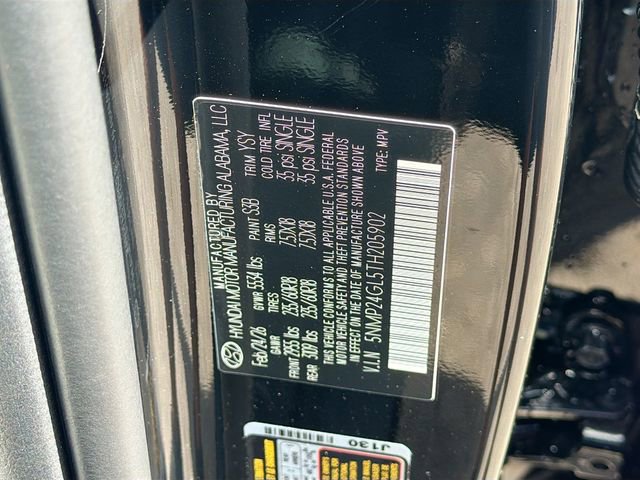 MANUFACTURED BY
HYUNDAI MOTOR MANUFACTURING ALABAMA, LLC
Feb/24/26 GVWR 5534 lbs PAINT S3B TRIM YSY
GAWR TIRES RIMS COLD TIRE INFL
FRONT 2955 lbs 235/60R18 7.5JX18 35 psi SINGLE
REAR 3109 lbs 235/60R18 7.5JX18 35 psi SINGLE
THIS VEHICLE CONFORMS TO ALL APPLICABLE U.S.A. FEDERAL
MOTOR VEHICLE SAFETY AND THEFT PREVENTION STANDARDS
IN EFFECT ON THE DATE OF MANUFACTURE SHOWN ABOVE
V.I.N 5NMP24GL5TH205902 TYPE: MPV
J130